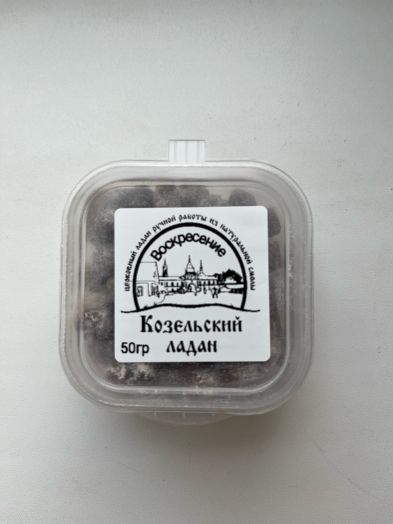 церковный ладан ручной работы из натуральной смолы
Воскресение
Козельский
50гр ладан